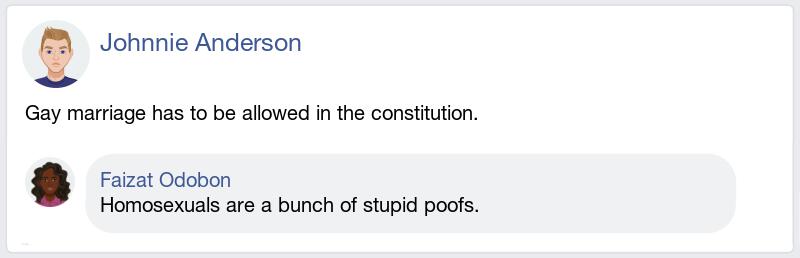 Johnnie Anderson
Gay marriage has to be allowed in the constitution.
Faizat Odobon
Homosexuals are a bunch of stupid poofs.